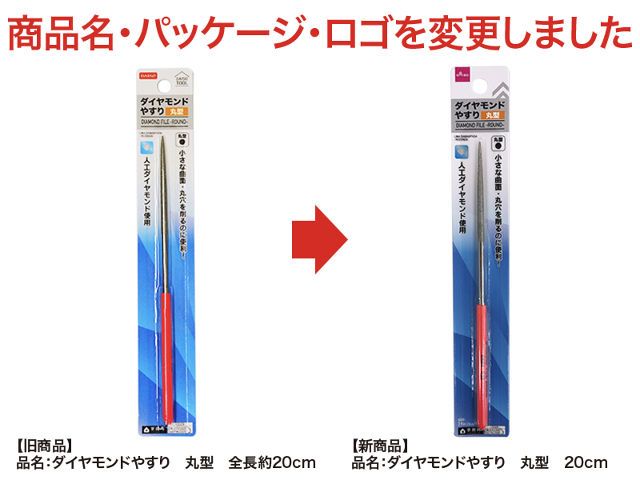 商品名・パッケージ・ロゴを変更しました
DAISO
DAISO TOOL
ダイヤモンド
やすり 丸型
DIAMOND FILE -ROUND-
丸型
小さな曲面・丸穴を削るのに便利！
人工ダイヤモンド使用
ダイヤモンド
やすり 丸型
DIAMOND FILE -ROUND-
丸型
小さな曲面・丸穴を削るのに便利！
人工ダイヤモンド使用
【旧商品】
品名：ダイヤモンドやすり 丸型 全長約20cm
【新商品】
品名：ダイヤモンドやすり 丸型 20cm